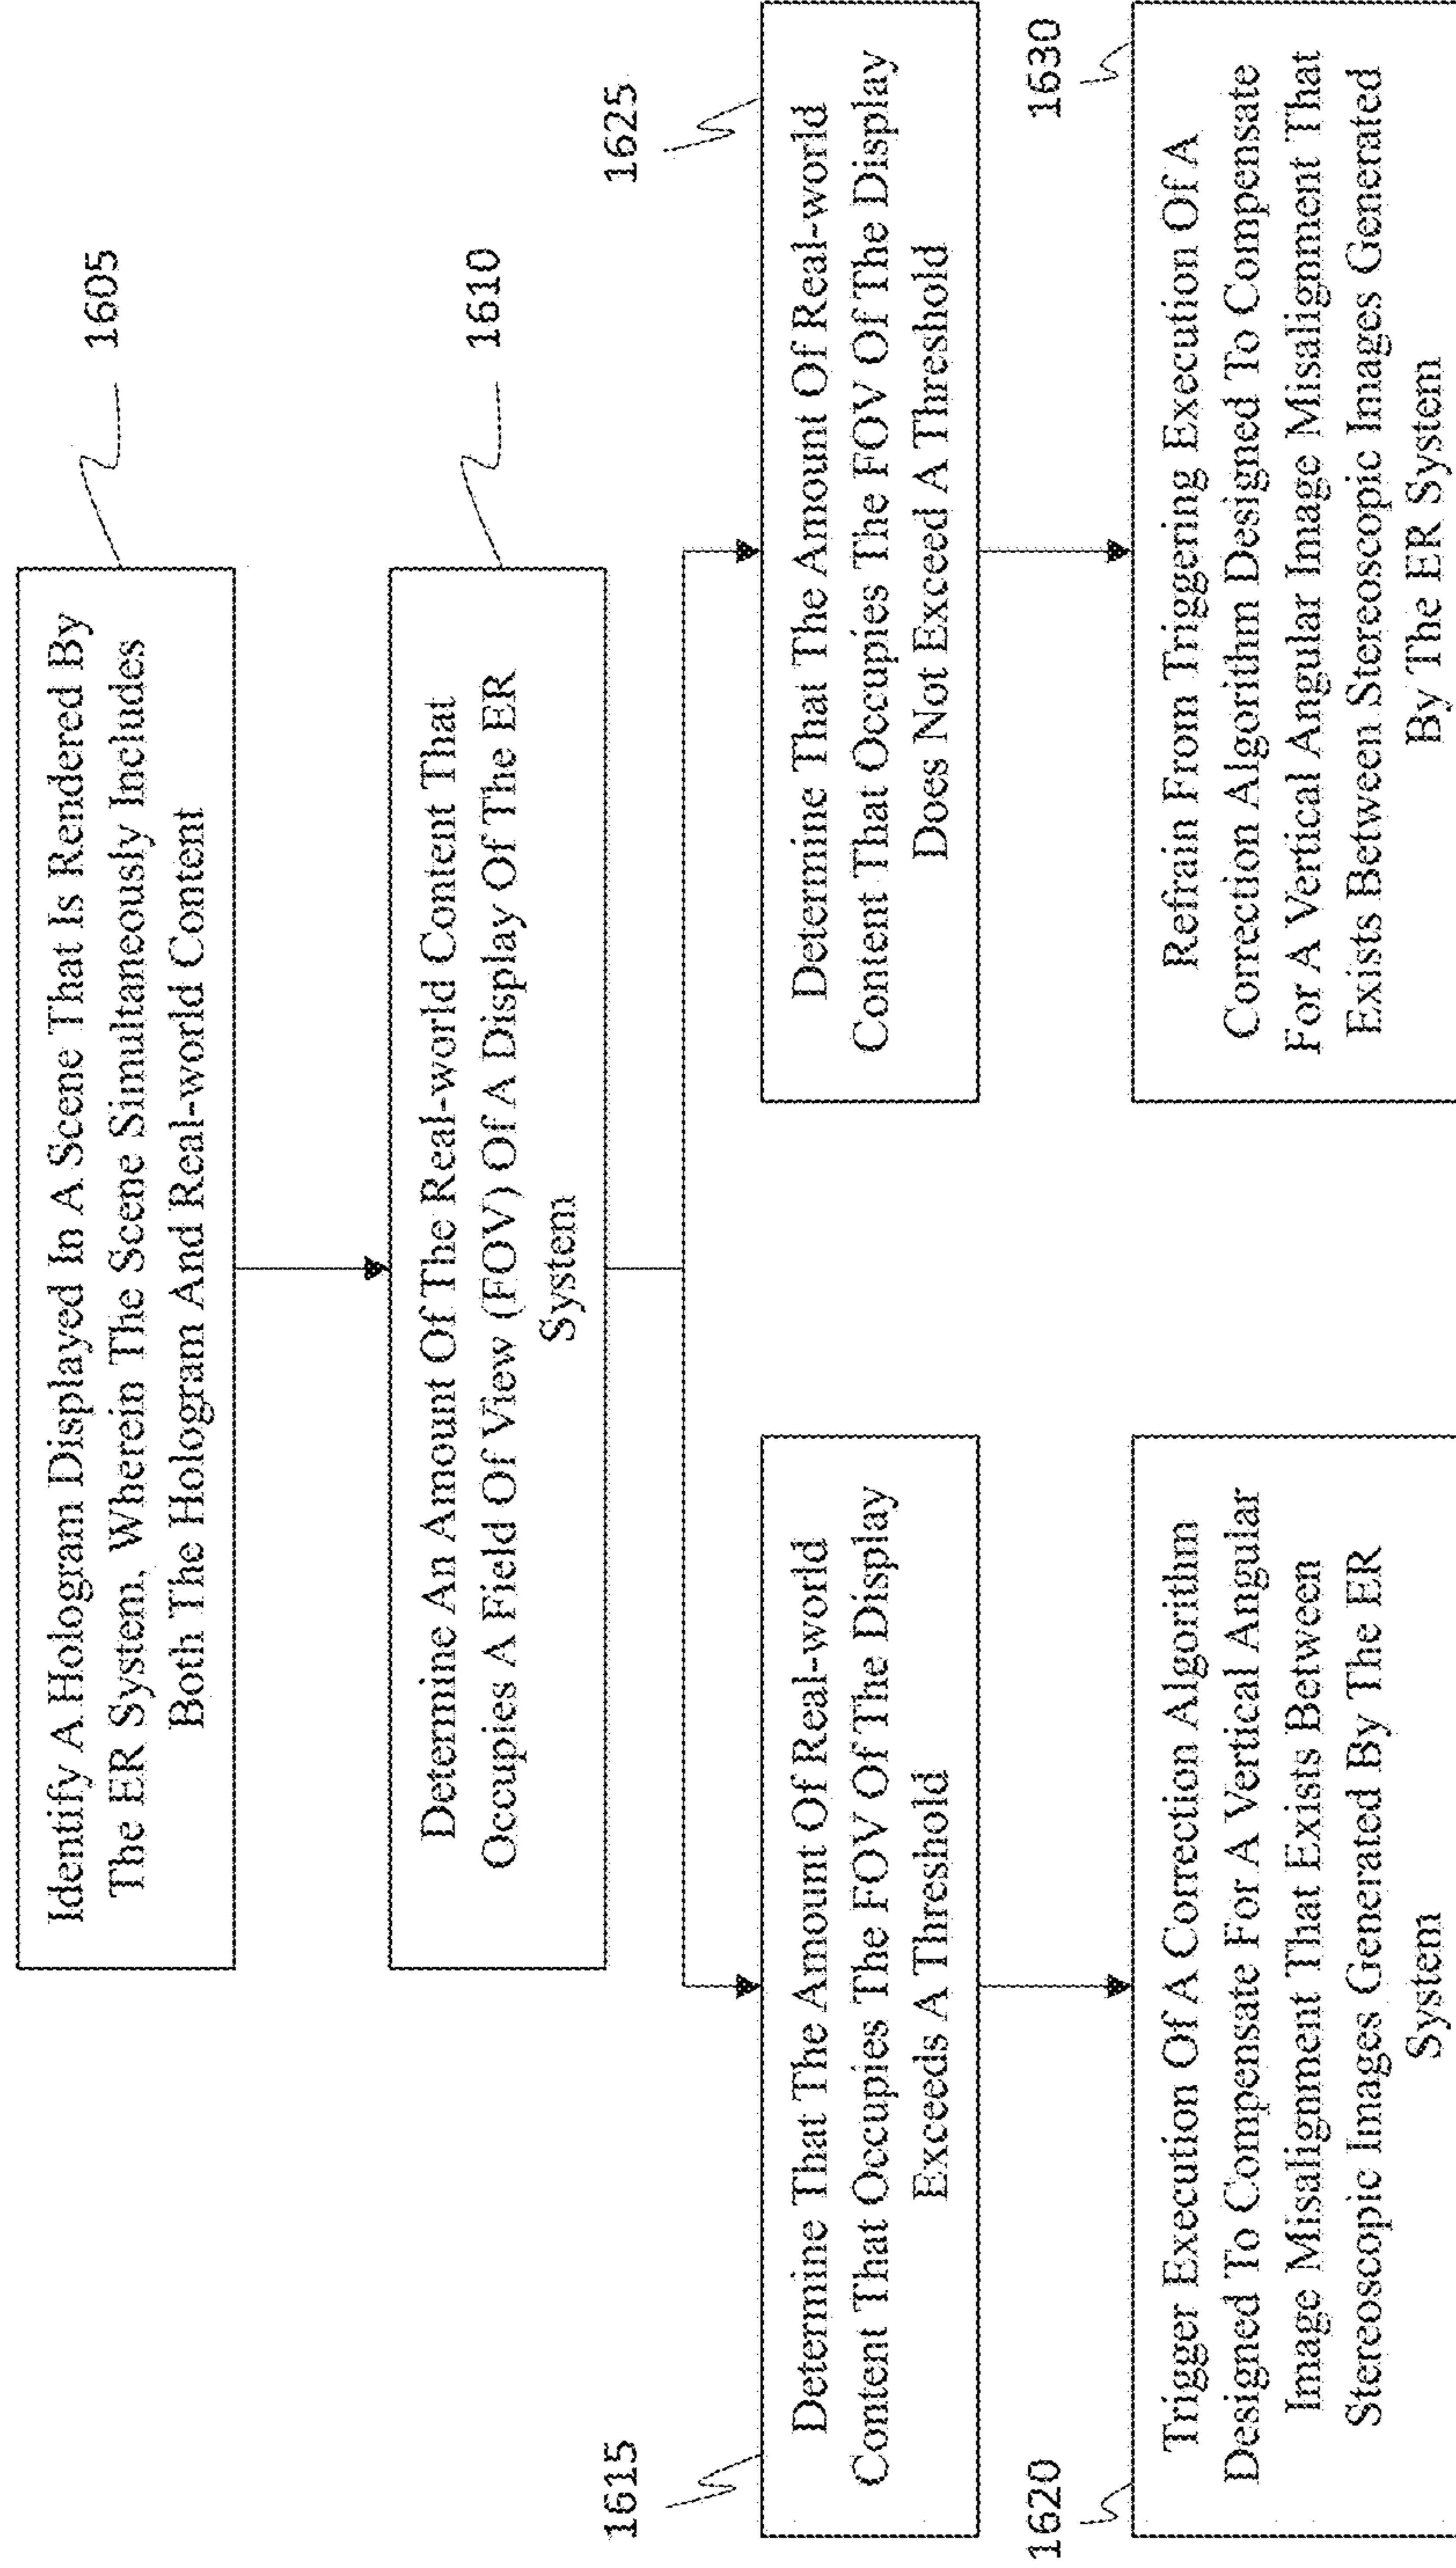 Identify A Hologram Displayed In A Scene That Is Rendered By
The ER System, Wherein The Scene Simultaneously Includes
Both The Hologram And Real-world Content
1605
Determine An Amount Of The Real-world Content That
Occupies A Field Of View (FOV) Of A Display Of The ER
System
1610
1615
Determine That The Amount Of Real-world
Content That Occupies The FOV Of The Display
Exceeds A Threshold
1625
Determine That The Amount Of Real-world
Content That Occupies The FOV Of The Display
Does Not Exceed A Threshold
1620
Trigger Execution Of A Correction Algorithm
Designed To Compensate For A Vertical Angular
Image Misalignment That Exists Between
Stereoscopic Images Generated By The ER
System
1630
Refrain From Triggering Execution Of A
Correction Algorithm Designed To Compensate
For A Vertical Angular Image Misalignment That
Exists Between Stereoscopic Images Generated
By The ER System